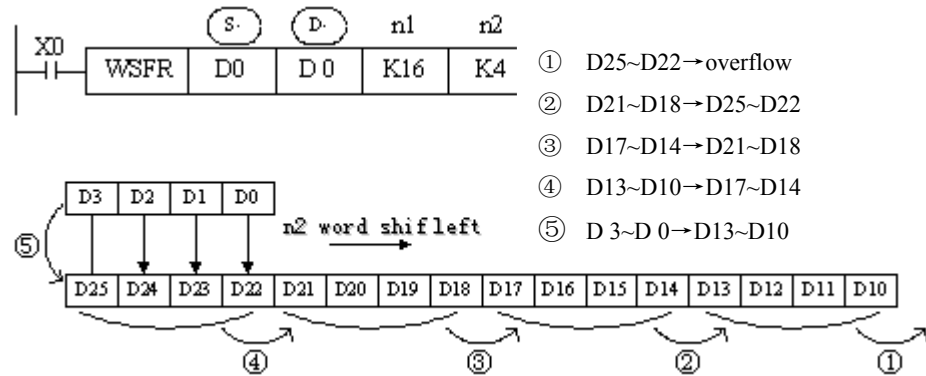 S· D· n1 n2
X0
WSFR D0 D 0 K16 K4
① D25~D22→overflow
② D21~D18→D25~D22
③ D17~D14→D21~D18
④ D13~D10→D17~D14
⑤ D 3~D 0→D13~D10
D3 D2 D1 D0
n2 word shif left
⑤
D25 D24 D23 D22 D21 D20 D19 D18 D17 D16 D15 D14 D13 D12 D11 D10
④ ③ ② ①